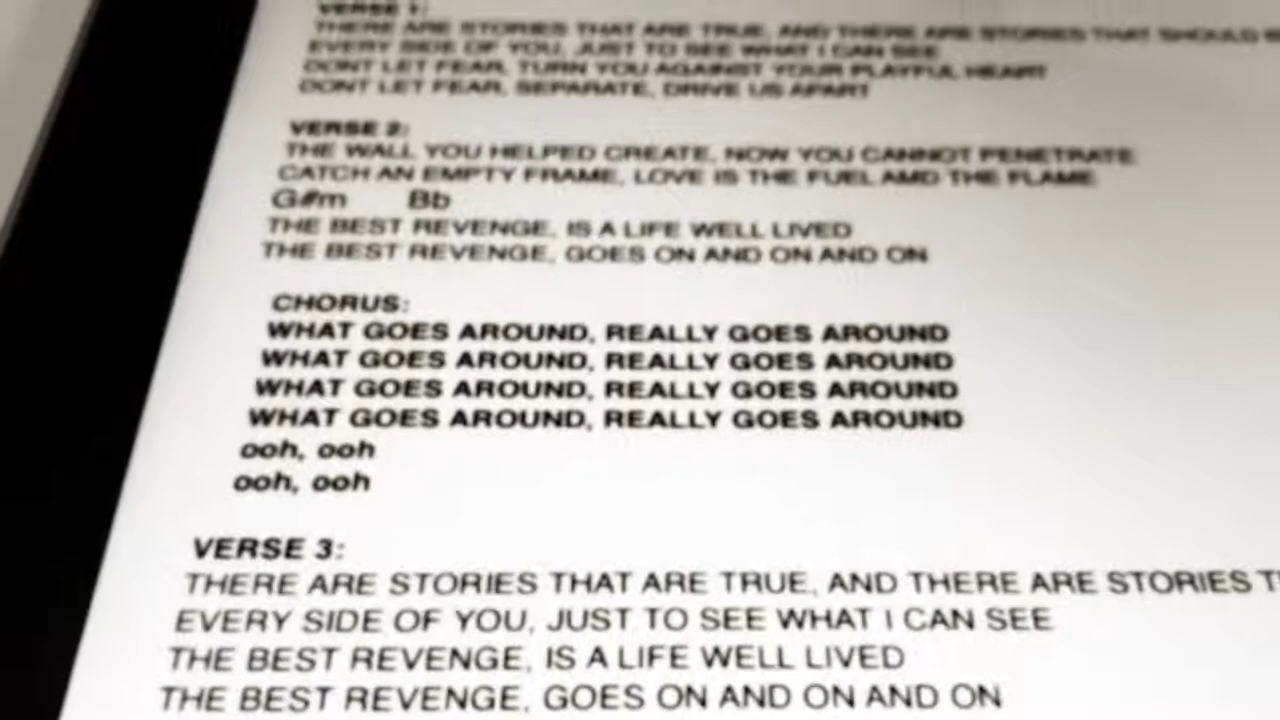 VERSE 1:
THERE ARE STORIES THAT ARE TRUE, AND THERE ARE STORIES THAT SHOULD
EVERY SIDE OF YOU, JUST TO SEE WHAT I CAN SEE
DONT LET FEAR, TURN YOU AGAINST YOUR PLAYFUL HEART
DONT LET FEAR, SEPARATE, DRIVE US APART
VERSE 2:
THE WALL YOU HELPED CREATE, NOW YOU CANNOT PENETRATE
CATCH AN EMPTY FRAME, LOVE IS THE FUEL AMD THE FLAME
G#m Bb
THE BEST REVENGE, IS A LIFE WELL LIVED
THE BEST REVENGE, GOES ON AND ON AND ON
CHORUS:
WHAT GOES AROUND, REALLY GOES AROUND
WHAT GOES AROUND, REALLY GOES AROUND
WHAT GOES AROUND, REALLY GOES AROUND
WHAT GOES AROUND, REALLY GOES AROUND
ooh, ooh
ooh, ooh
VERSE 3:
THERE ARE STORIES THAT ARE TRUE, AND THERE ARE STORIES
EVERY SIDE OF YOU, JUST TO SEE WHAT I CAN SEE
THE BEST REVENGE, IS A LIFE WELL LIVED
THE BEST REVENGE, GOES ON AND ON AND ON